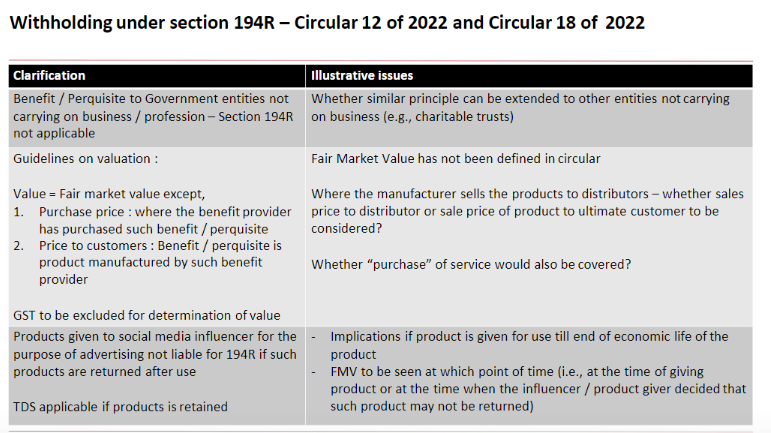 Withholding under section 194R – Circular 12 of 2022 and Circular 18 of 2022
Clarification
Illustrative issues
Benefit / Perquisite to Government entities not
carrying on business / profession – Section 194R
not applicable
Whether similar principle can be extended to other entities not carrying
on business (e.g., charitable trusts)
Guidelines on valuation :
Value = Fair market value except,
1. Purchase price : where the benefit provider
has purchased such benefit / perquisite
2. Price to customers : Benefit / perquisite is
product manufactured by such benefit
provider
GST to be excluded for determination of value
Fair Market Value has not been defined in circular
Where the manufacturer sells the products to distributors – whether sales
price to distributor or sale price of product to ultimate customer to be
considered?
Whether “purchase” of service would also be covered?
Products given to social media influencer for the
purpose of advertising not liable for 194R if such
products are returned after use
TDS applicable if products is retained
- Implications if product is given for use till end of economic life of the
product
- FMV to be seen at which point of time (i.e., at the time of giving
product or at the time when the influencer / product giver decided that
such product may not be returned)